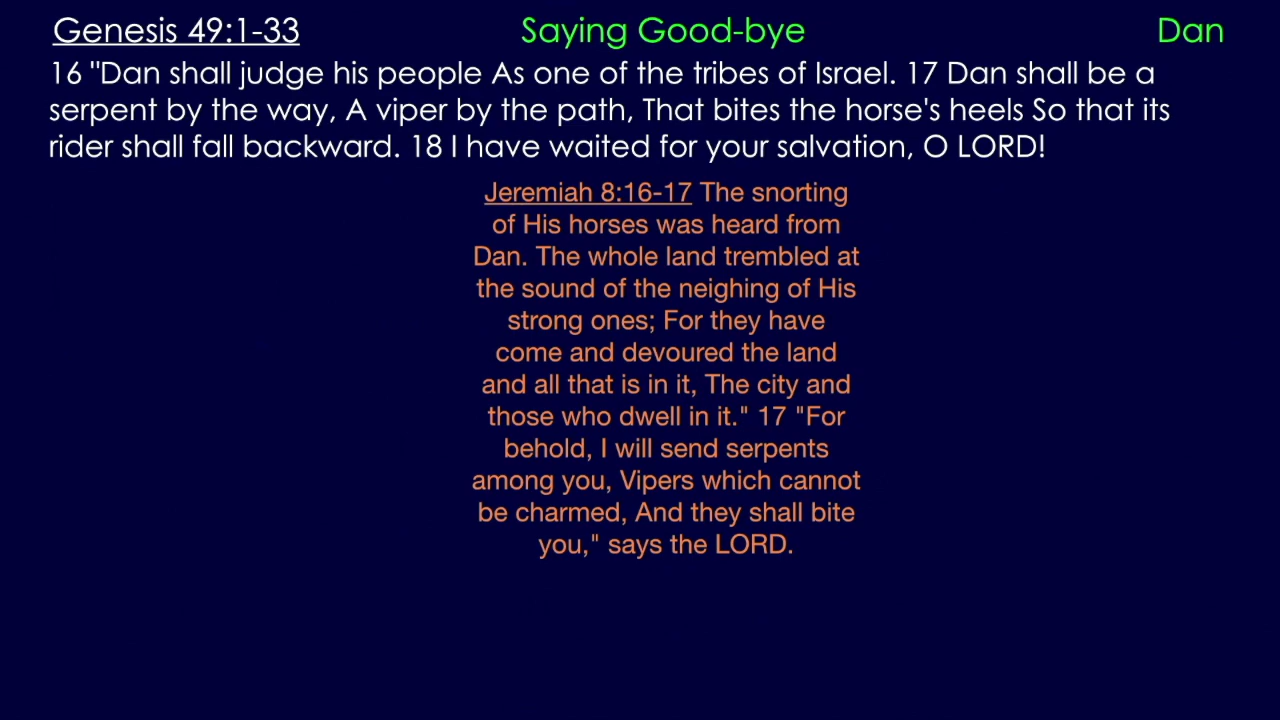 Genesis 49:1-33 Saying Good-bye Dan
16 "Dan shall judge his people As one of the tribes of Israel. 17 Dan shall be a
serpent by the way, A viper by the path, That bites the horse's heels So that its
rider shall fall backward. 18 I have waited for your salvation, O LORD!
Jeremiah 8:16-17 The snorting
of His horses was heard from
Dan. The whole land trembled at
the sound of the neighing of His
strong ones; For they have
come and devoured the land
and all that is in it, The city and
those who dwell in it." 17 "For
behold, I will send serpents
among you, Vipers which cannot
be charmed, And they shall bite
you," says the LORD.